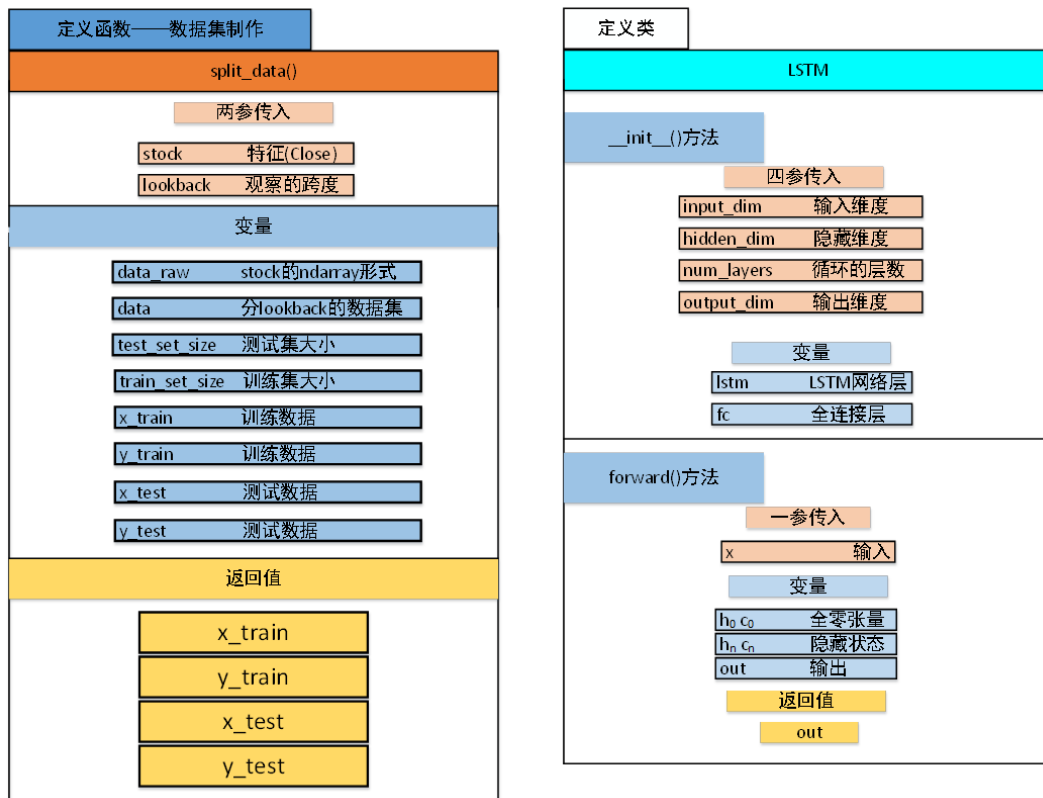 定义函数——数据集制作
split_data()
两参传入
stock 特征(Close)
lookback 观察的跨度
变量
data_raw stock的ndarray形式
data 分lookback的数据集
test_set_size 测试集大小
train_set_size 训练集大小
x_train 训练数据
y_train 训练数据
x_test 测试数据
y_test 测试数据
返回值
x_train
y_train
x_test
y_test
定义类
LSTM
__init__()方法
四参传入
input_dim 输入维度
hidden_dim 隐藏维度
num_layers 循环的层数
output_dim 输出维度
变量
lstm LSTM网络层
fc 全连接层
forward()方法
一参传入
x 输入
变量
h₀ c₀ 全零张量
hₙ cₙ 隐藏状态
out 输出
返回值
out